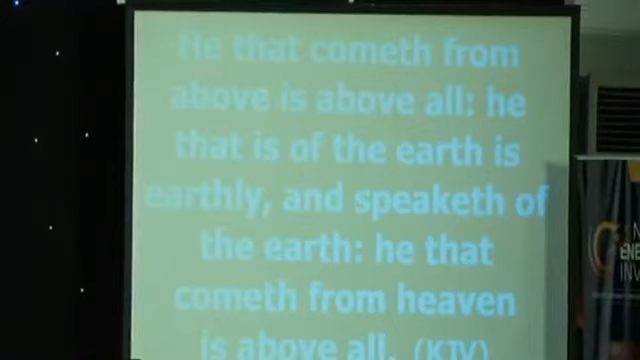 He that cometh from
above is above all: he
that is of the earth is
earthly, and speaketh of
the earth: he that
cometh from heaven
is above all. (KJV)